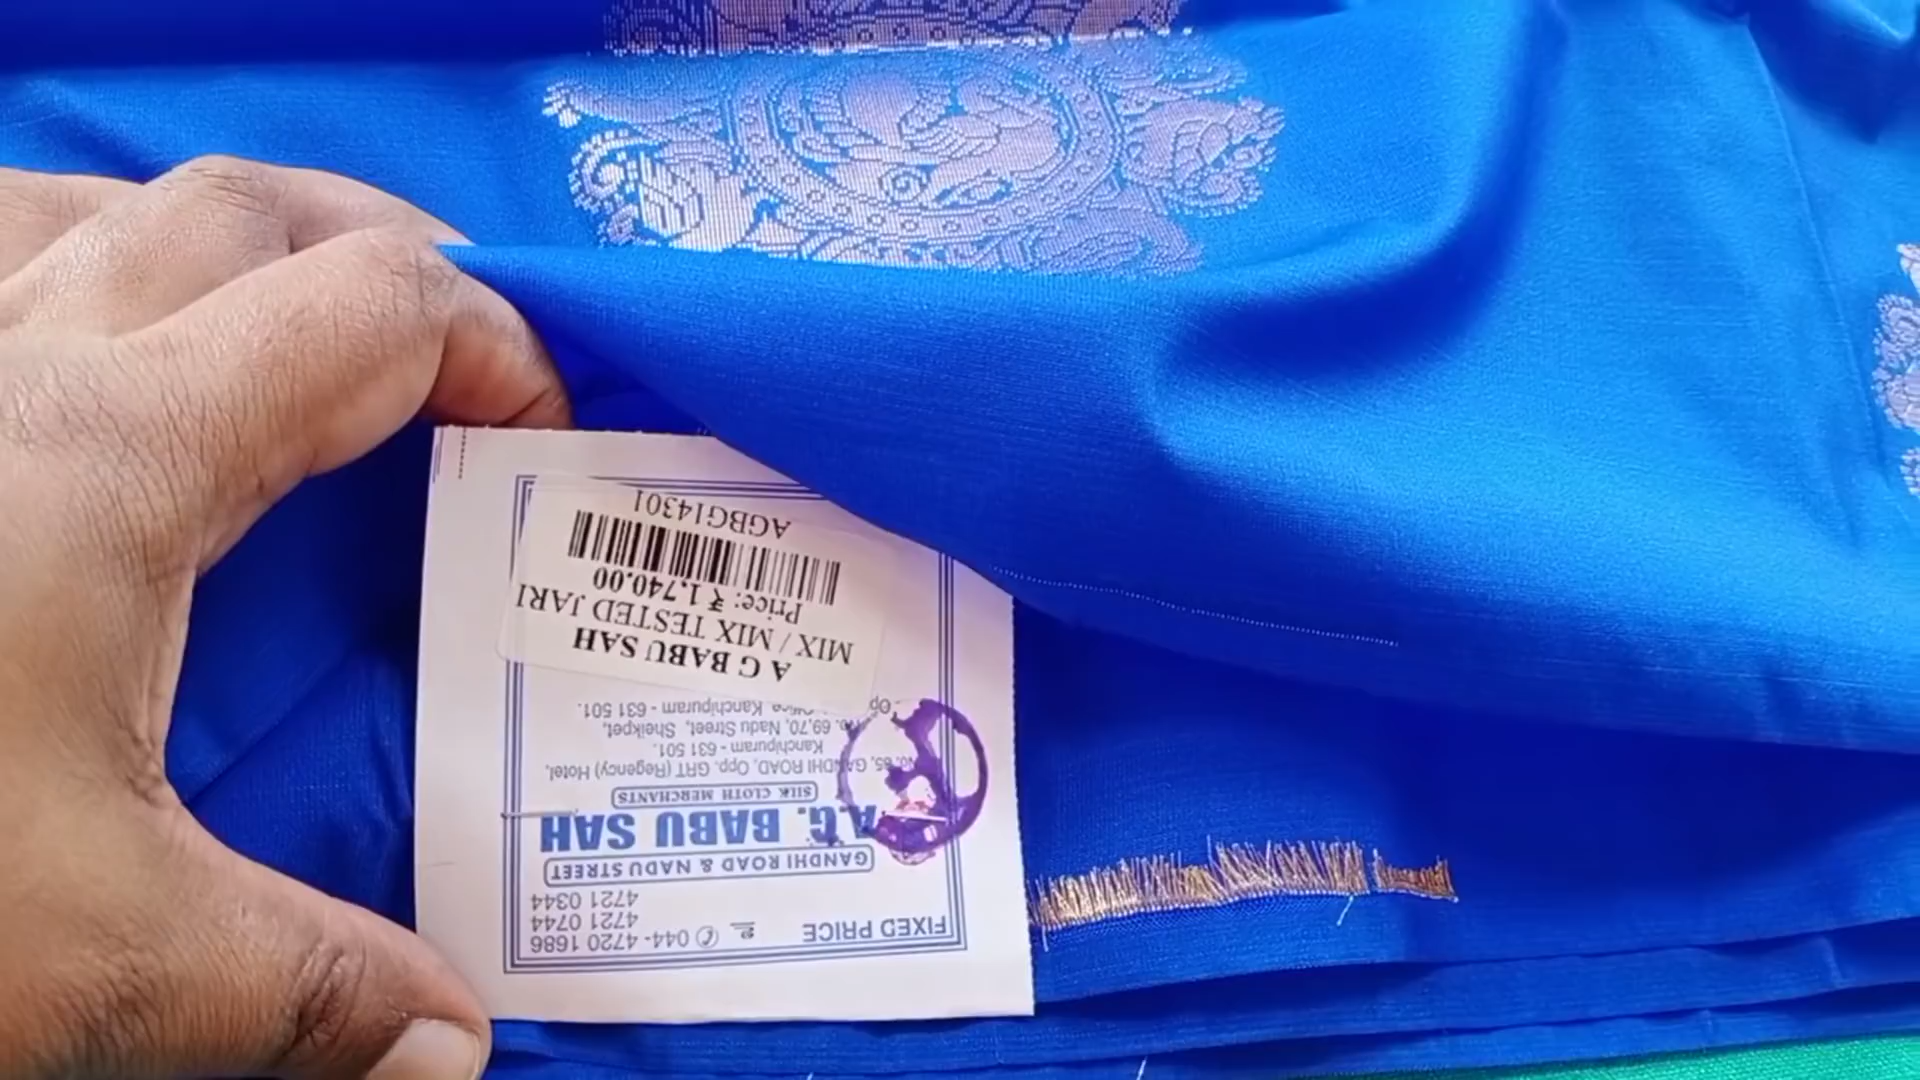 FIXED PRICE
044-4720 1686
4721 0744
4721 0344
GANDHI ROAD & NADU STREET
A.G. BABU SAH
SILK CLOTH MERCHANTS
No. 85, GANDHI ROAD, Opp. GRT (Regency) Hotel,
Kanchipuram - 631 501.
No. 69,70, Nadu Street, Sheikpet,
Kanchipuram - 631 501.
A G BABU SAH
MIX / MIX TESTED JARI
Price: ₹ 1,740.00
AGBG14301